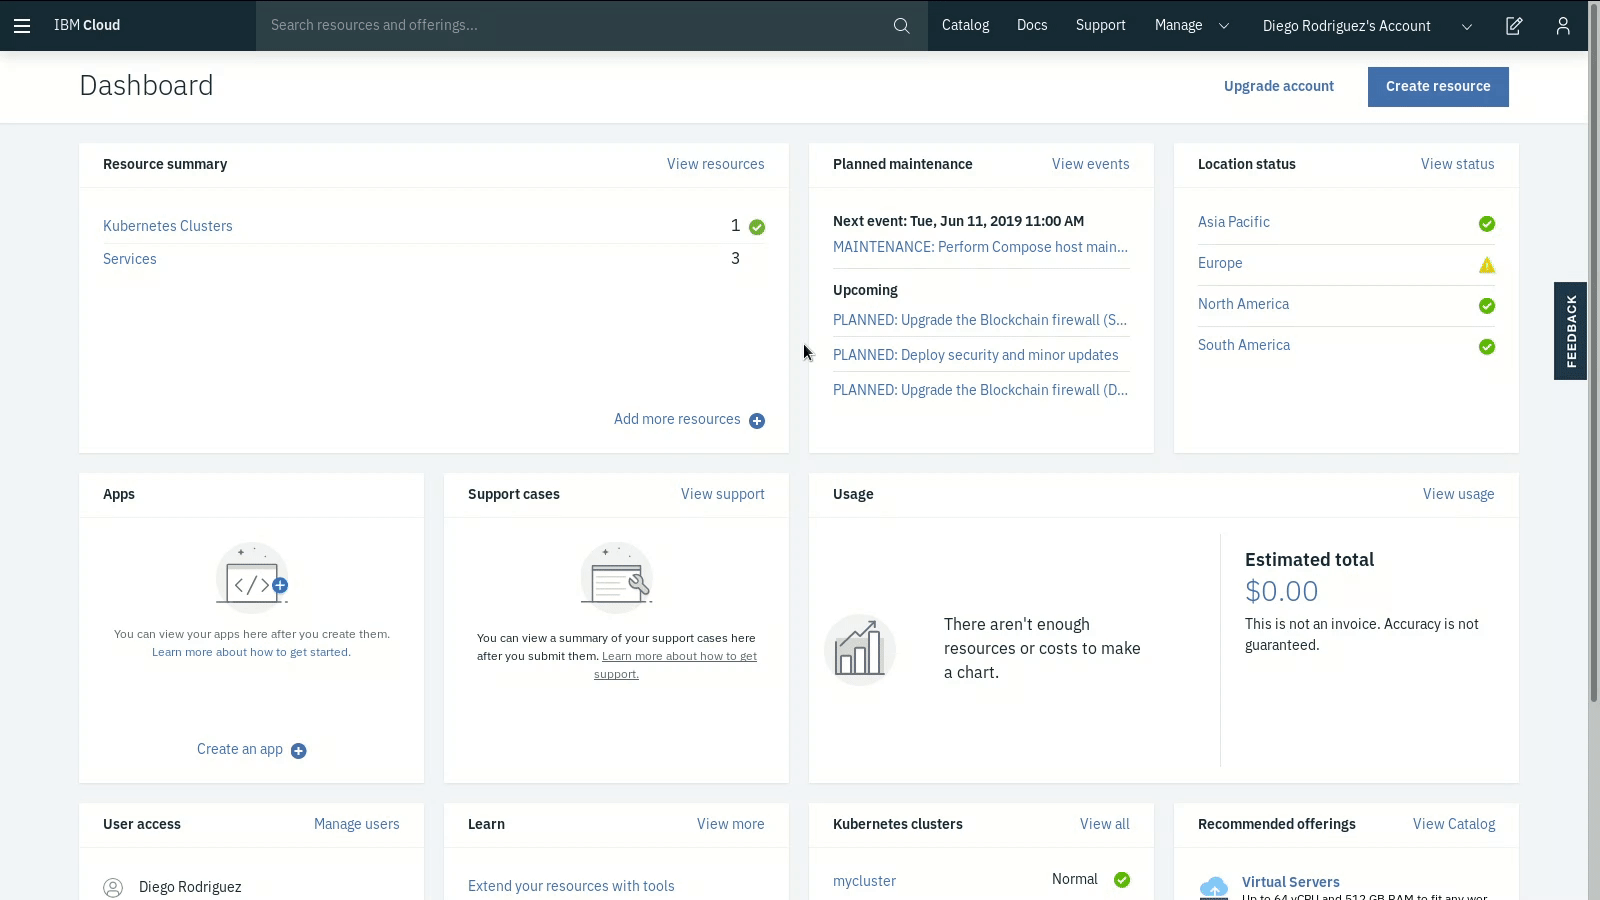 IBM Cloud
Search resources and offerings...
Catalog
Docs
Support
Manage
Diego Rodriguez's Account
Dashboard
Upgrade account
Create resource
Resource summary
View resources
Kubernetes Clusters 1
Services 3
Add more resources
Planned maintenance
View events
Next event: Tue, Jun 11, 2019 11:00 AM
MAINTENANCE: Perform Compose host main...
Upcoming
PLANNED: Upgrade the Blockchain firewall (S...
PLANNED: Deploy security and minor updates
PLANNED: Upgrade the Blockchain firewall (D...
Location status
View status
Asia Pacific
Europe
North America
South America
FEEDBACK
Apps
You can view your apps here after you create them.
Learn more about how to get started.
Create an app
Support cases
View support
You can view a summary of your support cases here
after you submit them. Learn more about how to get
support.
Usage
View usage
There aren't enough
resources or costs to make
a chart.
Estimated total
$0.00
This is not an invoice. Accuracy is not
guaranteed.
User access
Manage users
Diego Rodriguez
Learn
View more
Extend your resources with tools
Kubernetes clusters
View all
mycluster
Normal
Recommended offerings
View Catalog
Virtual Servers
Up to 64 vCPU and 512 GB RAM to fit any wor